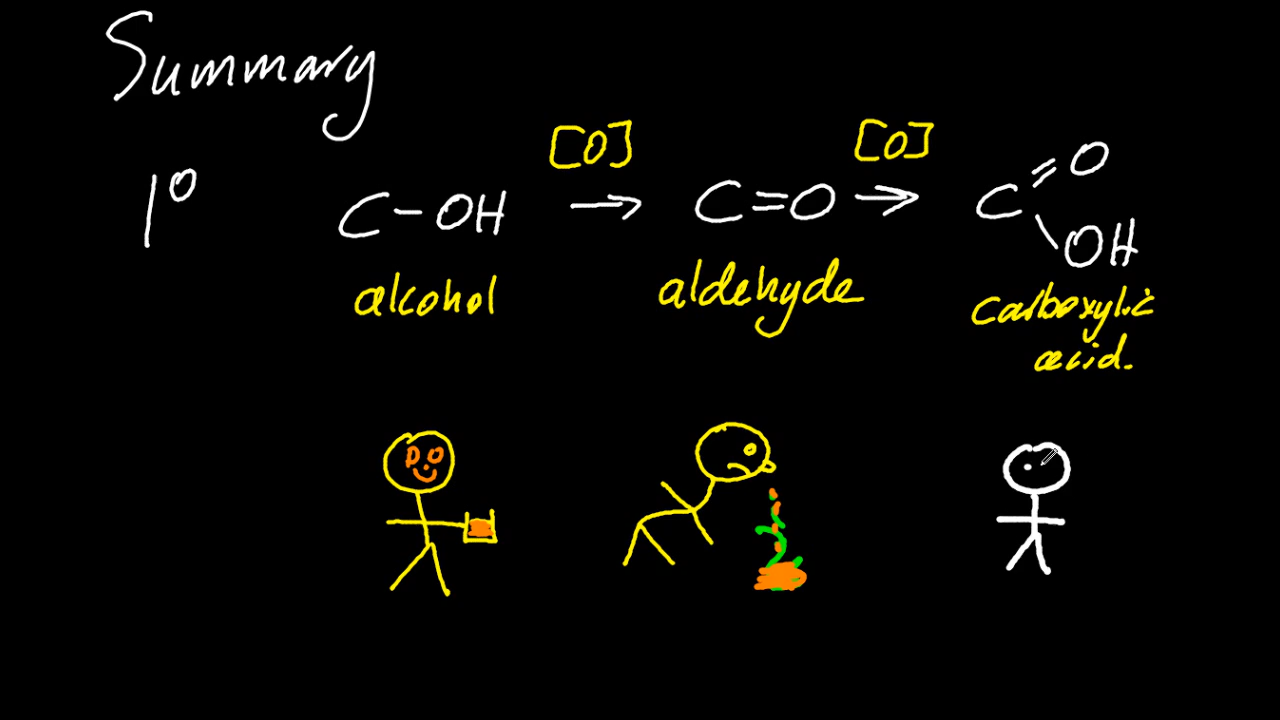 Summary
[O] [O]
1° C-OH → C=O → C=O
OH
alcohol aldehyde carboxylic
acid.